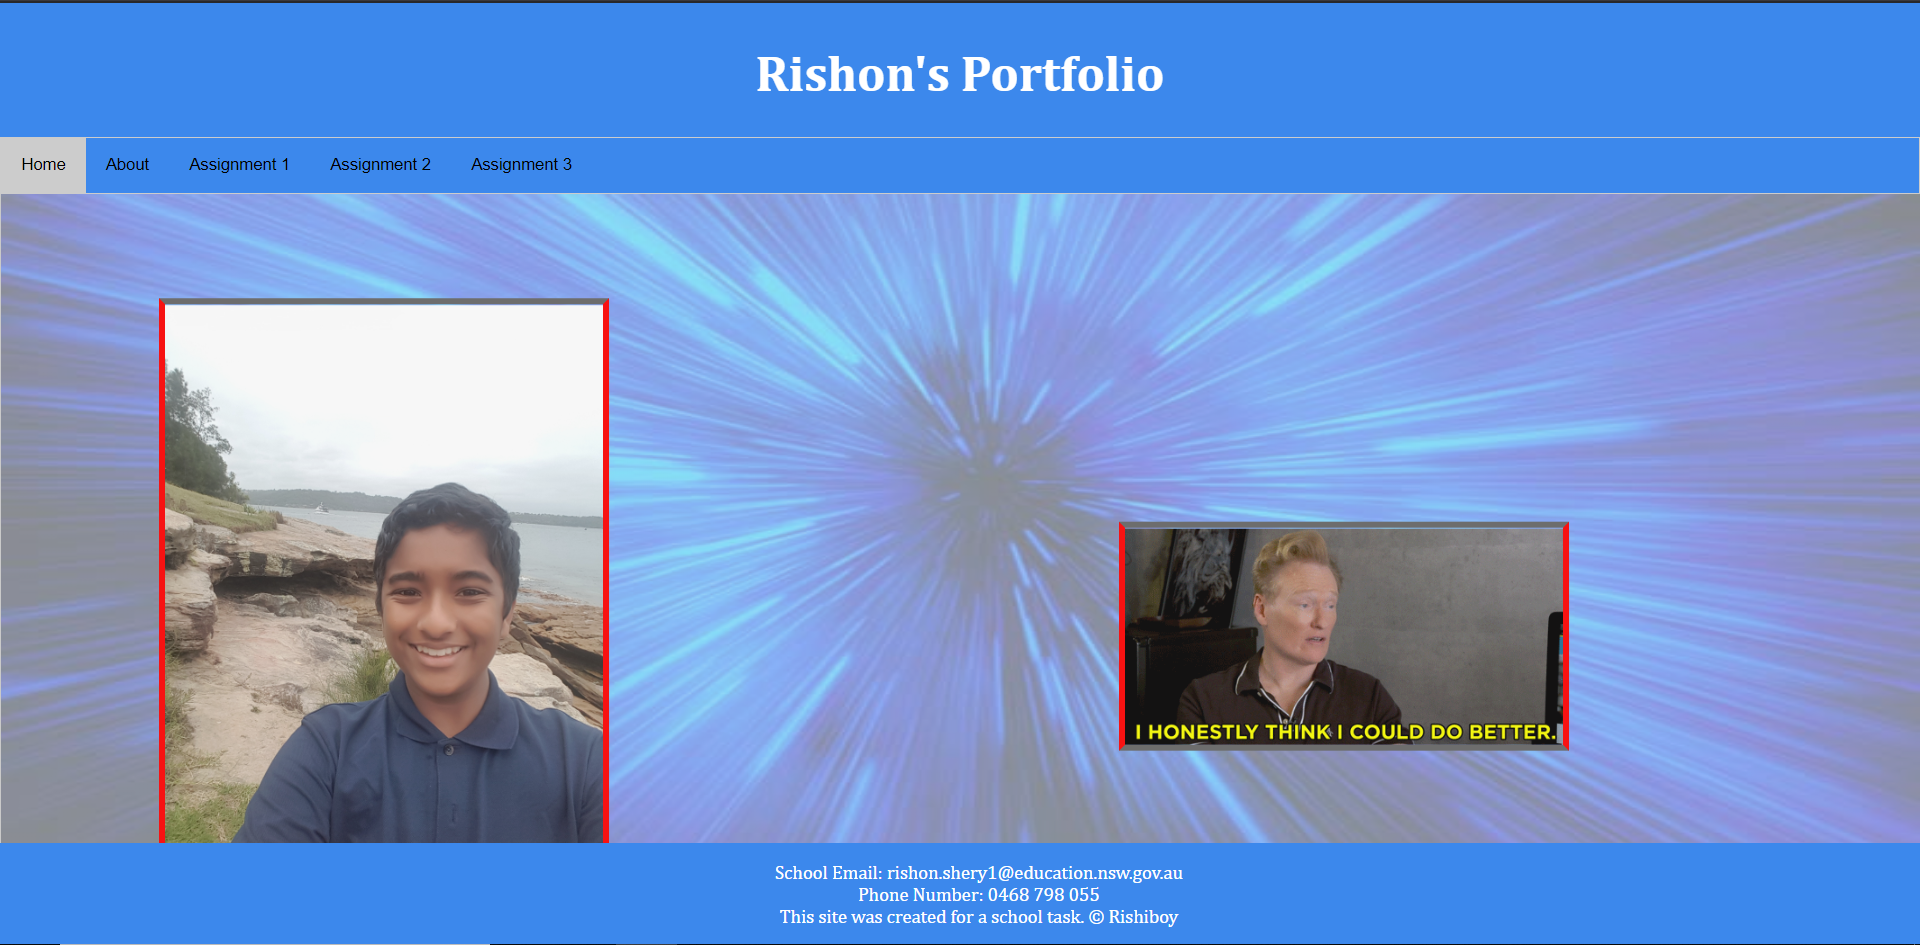 Rishon's Portfolio
Home About Assignment 1 Assignment 2 Assignment 3
I HONESTLY THINK I COULD DO BETTER.
School Email: rishon.shery1@education.nsw.gov.au
Phone Number: 0468 798 055
This site was created for a school task. © Rishiboy